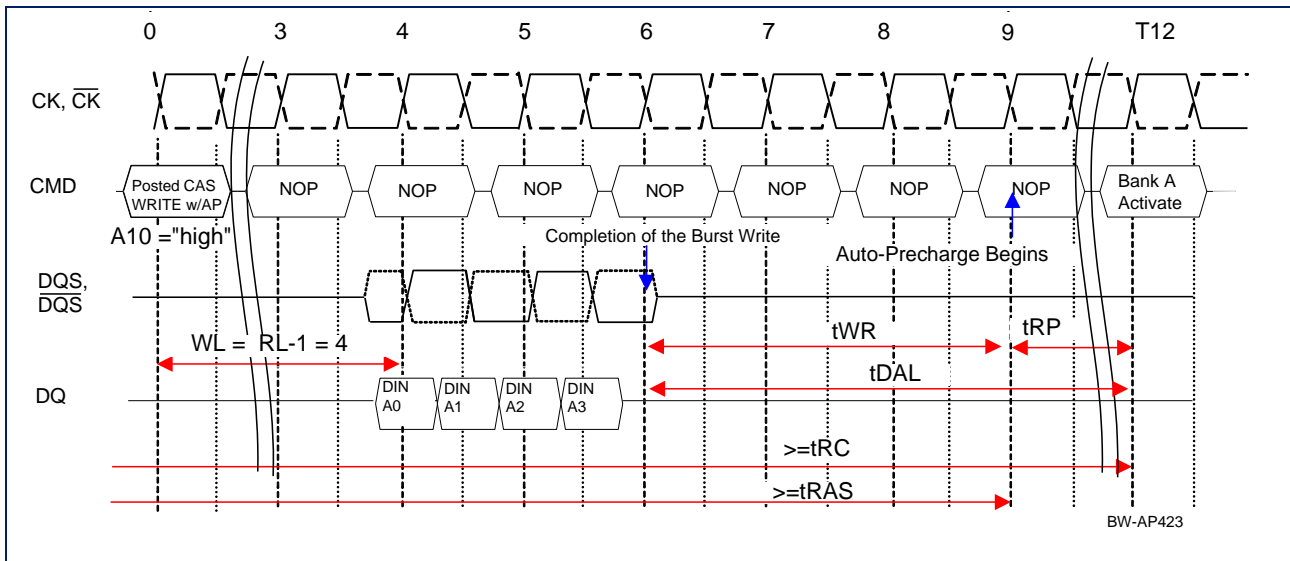 0 3 4 5 6 7 8 9 T12
CK, CK
CMD
Posted CAS
WRITE w/AP
NOP NOP NOP NOP NOP NOP NOP
Bank A
Activate
A10 ="high"
Completion of the Burst Write
Auto-Precharge Begins
DQS,
DQS
WL = RL-1 = 4
tWR
tRP
tDAL
DQ
DIN
A0
DIN
A1
DIN
A2
DIN
A3
>=tRC
>=tRAS
BW-AP423